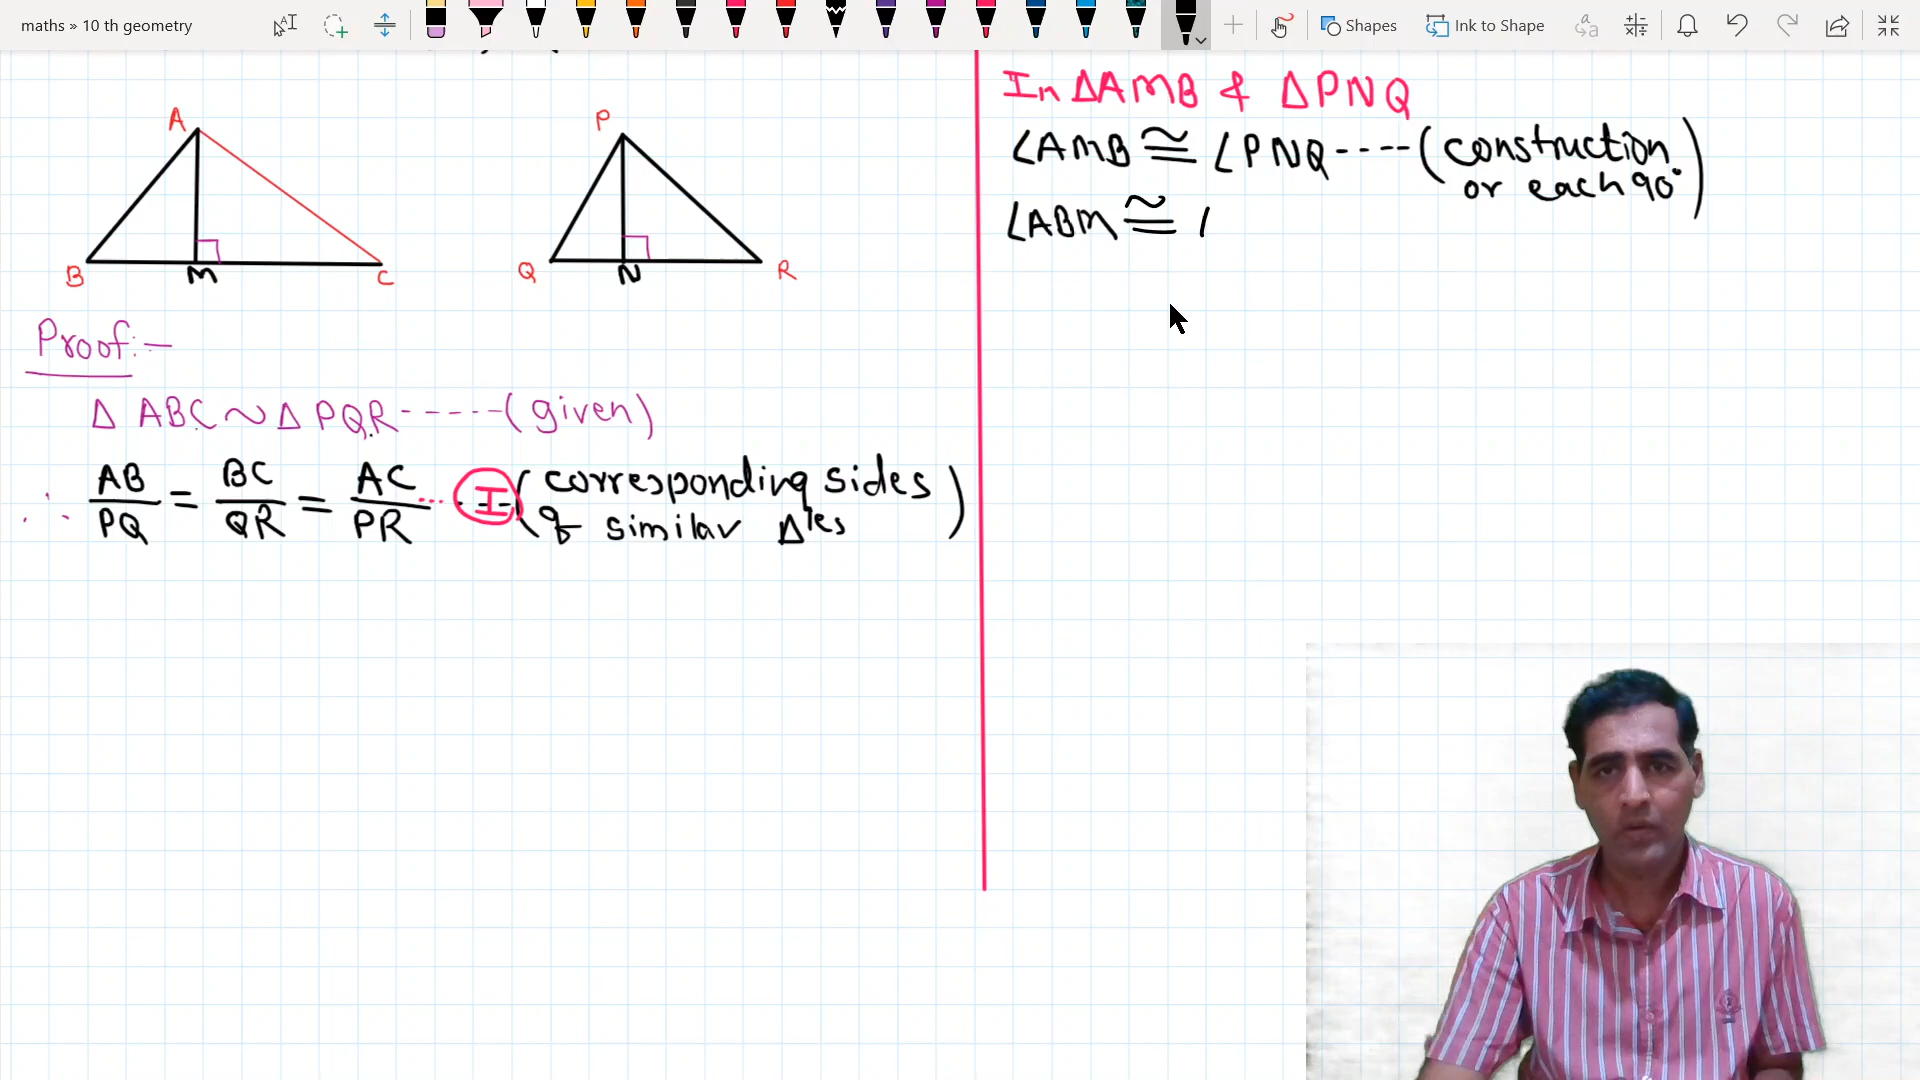 maths » 10 th geometry
Shapes
Ink to Shape
A
B
M
C
P
Q
N
R
Proof:-
Δ ABC ~ Δ PQR ------ (given)
∴ AB/PQ = BC/QR = AC/PR ... I (corresponding sides
of similar Δles)
In ΔAMB & ΔPNQ
∠AMB ≅ ∠PNQ ---- (construction
or each 90°)
∠ABM ≅